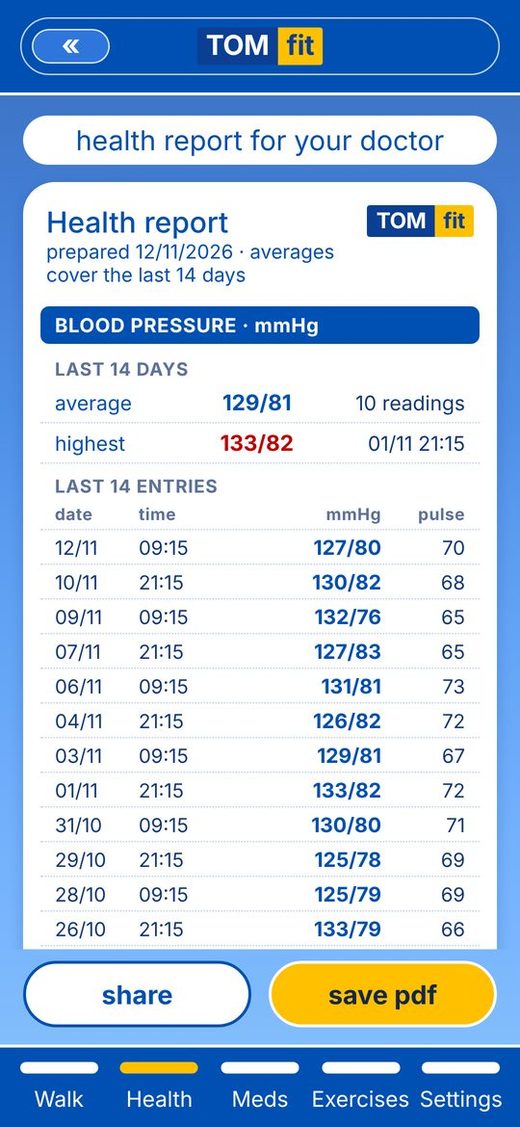 «
TOM fit
health report for your doctor
Health report
TOM fit
prepared 12/11/2026 · averages
cover the last 14 days
BLOOD PRESSURE · mmHg
LAST 14 DAYS
average 129/81 10 readings
highest 133/82 01/11 21:15
LAST 14 ENTRIES
date time mmHg pulse
12/11 09:15 127/80 70
10/11 21:15 130/82 68
09/11 09:15 132/76 65
07/11 21:15 127/83 65
06/11 09:15 131/81 73
04/11 21:15 126/82 72
03/11 09:15 129/81 67
01/11 21:15 133/82 72
31/10 09:15 130/80 71
29/10 21:15 125/78 69
28/10 09:15 125/79 69
26/10 21:15 133/79 66
share save pdf
Walk Health Meds Exercises Settings